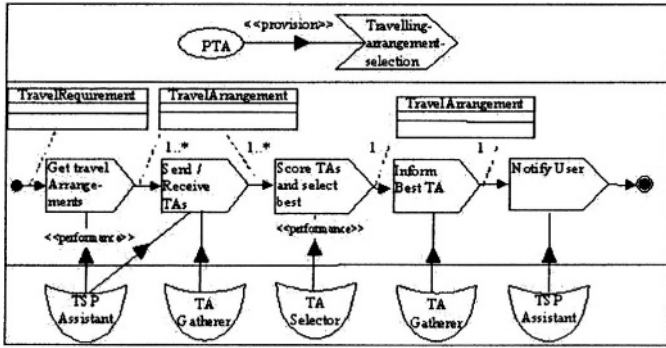 <<provision>>
PTA
Travelling-
arrangement-
selection
TravelRequirement
TravelArrangement
TravelArrangement
1..*
1..*
1
1
Get travel
Arrange-
ments
Send /
Receive
TAs
Score TAs
and select
best
Inform
Best TA
Notify User
<<performance>>
<<performance>>
TSP
Assistant
TA
Gatherer
TA
Selector
TA
Gatherer
TSP
Assistant